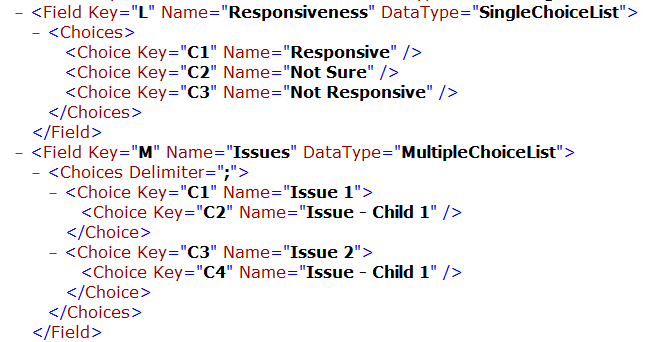 - <Field Key="L" Name="Responsiveness" DataType="SingleChoiceList">
- <Choices>
<Choice Key="C1" Name="Responsive" />
<Choice Key="C2" Name="Not Sure" />
<Choice Key="C3" Name="Not Responsive" />
</Choices>
</Field>
- <Field Key="M" Name="Issues" DataType="MultipleChoiceList">
- <Choices Delimiter=";">
- <Choice Key="C1" Name="Issue 1">
<Choice Key="C2" Name="Issue - Child 1" />
</Choice>
- <Choice Key="C3" Name="Issue 2">
<Choice Key="C4" Name="Issue - Child 1" />
</Choice>
</Choices>
</Field>